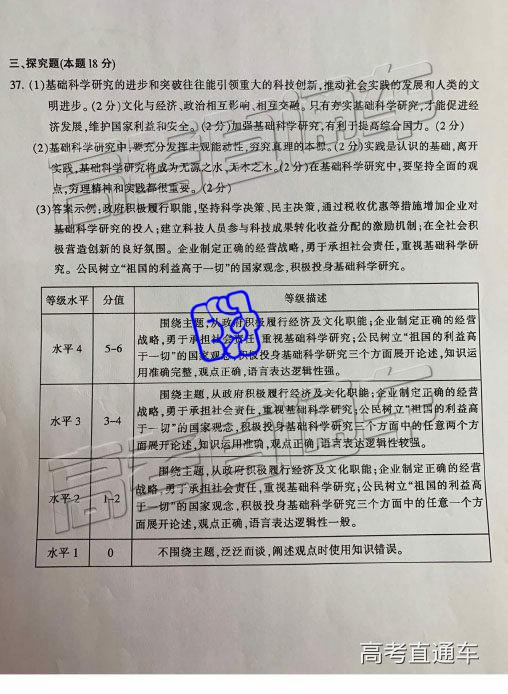 三、探究题(本题18分)
37. (1)基础科学研究的进步和突破往往能引领重大的科技创新,推动社会实践的发展和人类的文
明进步。(2分)文化与经济、政治相互影响、相互交融。只有夯实基础科学研究,才能促进经
济发展,维护国家利益和安全。(2分)加强基础科学研究,有利于提高综合国力。(2分)
(2)基础科学研究中,要充分发挥主观能动性,穷究真理的本原。(2分)实践是认识的基础,离开
实践,基础科学研究将成为无源之水,无本之木。(2分)在基础科学研究中,要坚持全面的观
点,穷理精神和实践都很重要。(2分)
(3)答案示例:政府积极履行职能,坚持科学决策、民主决策,通过税收优惠等措施增加企业对
基础科学研究的投入;建立科技人员参与科技成果转化收益分配的激励机制;在全社会积
极营造创新的良好氛围。企业制定正确的经营战略,勇于承担社会责任,重视基础科学研
究。公民树立“祖国的利益高于一切”的国家观念,积极投身基础科学研究。
等级水平 分值 等级描述
水平4 5-6 围绕主题,从政府积极履行经济及文化职能;企业制定正确的经营
战略,勇于承担社会责任,重视基础科学研究;公民树立“祖国的利益高
于一切”的国家观念,积极投身基础科学研究三个方面展开论述,知识运
用准确完整,观点正确,语言表达逻辑性强。
水平3 3-4 围绕主题,从政府积极履行经济及文化职能;企业制定正确的经营
战略,勇于承担社会责任,重视基础科学研究;公民树立“祖国的利益高
于一切”的国家观念,积极投身基础科学研究三个方面中的任意两个方
面展开论述,知识运用准确,观点正确,语言表达逻辑性较强。
水平2 1-2 围绕主题,从政府积极履行经济及文化职能;企业制定正确的经营
战略,勇于承担社会责任,重视基础科学研究;公民树立“祖国的利益高
于一切”的国家观念,积极投身基础科学研究三个方面中的任意一个方
面展开论述,观点正确,语言表达逻辑性一般。
水平1 0 不围绕主题,泛泛而谈,阐述观点时使用知识错误。
高考直通车